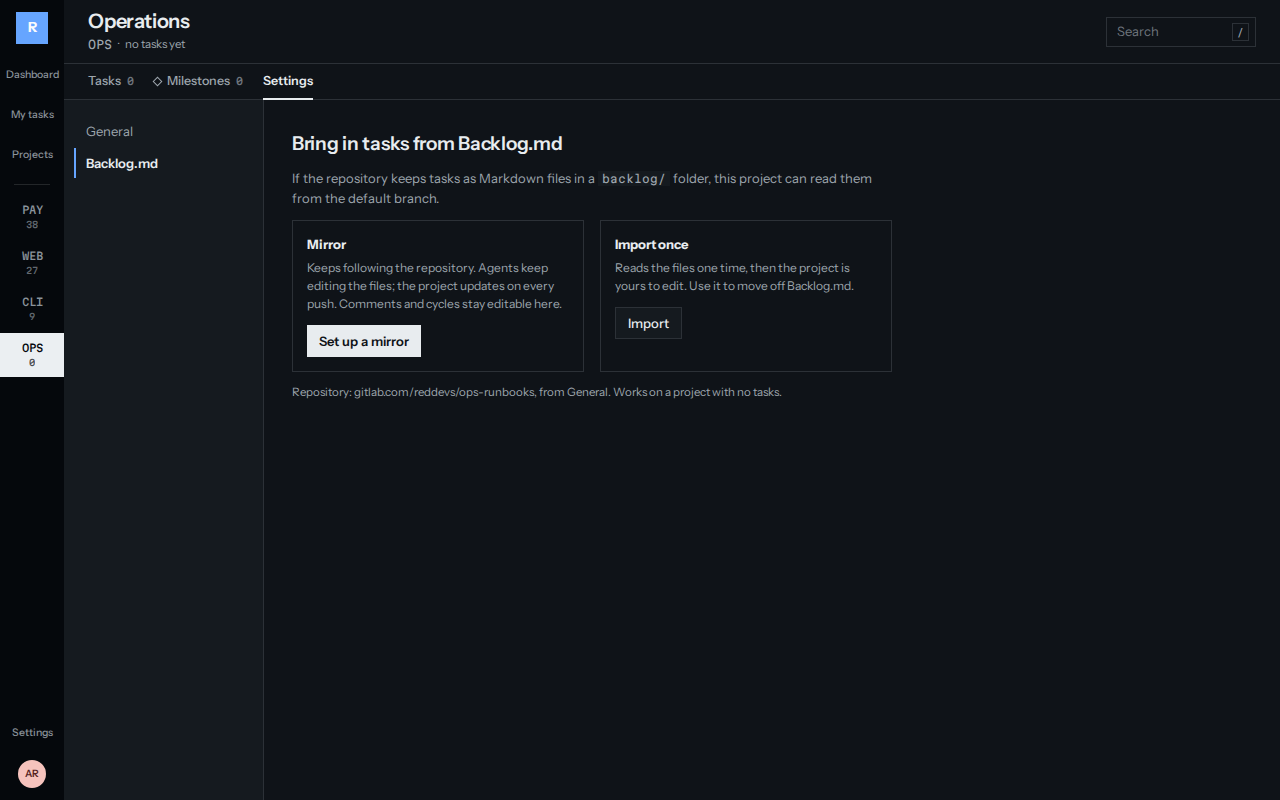 R
Operations
OPS · no tasks yet
Search /
Dashboard
My tasks
Projects
PAY
38
WEB
27
CLI
9
OPS
0
Settings
AR
Tasks 0
Milestones 0
Settings
General
Backlog.md
Bring in tasks from Backlog.md
If the repository keeps tasks as Markdown files in a backlog/ folder, this project can read them
from the default branch.
Mirror
Keeps following the repository. Agents keep
editing the files; the project updates on every
push. Comments and cycles stay editable here.
Set up a mirror
Import once
Reads the files one time, then the project is
yours to edit. Use it to move off Backlog.md.
Import
Repository: gitlab.com/reddevs/ops-runbooks, from General. Works on a project with no tasks.